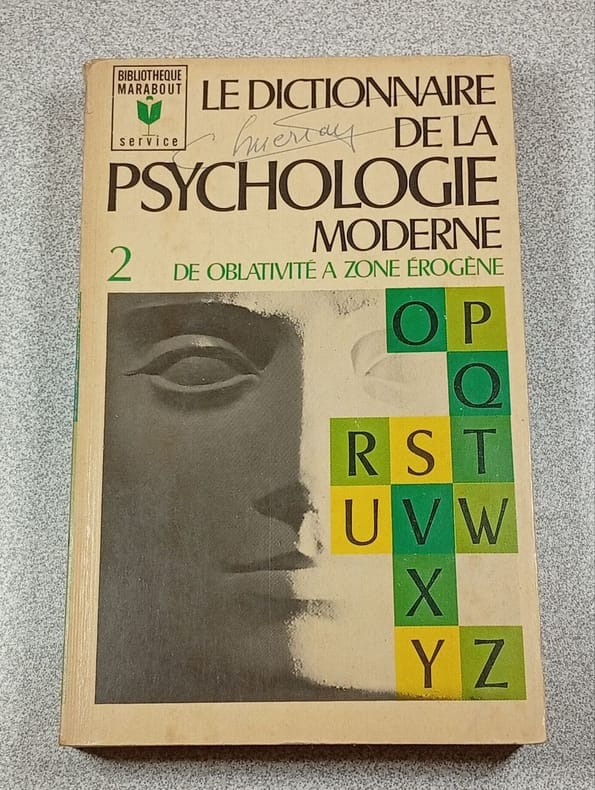 BIBLIOTHEQUE
MARABOUT
service
LE DICTIONNAIRE
DE LA
PSYCHOLOGIE
MODERNE
2 DE OBLATIVITÉ A ZONE ÉROGÈNE
O P
Q
R S T
U V W
X
Y Z